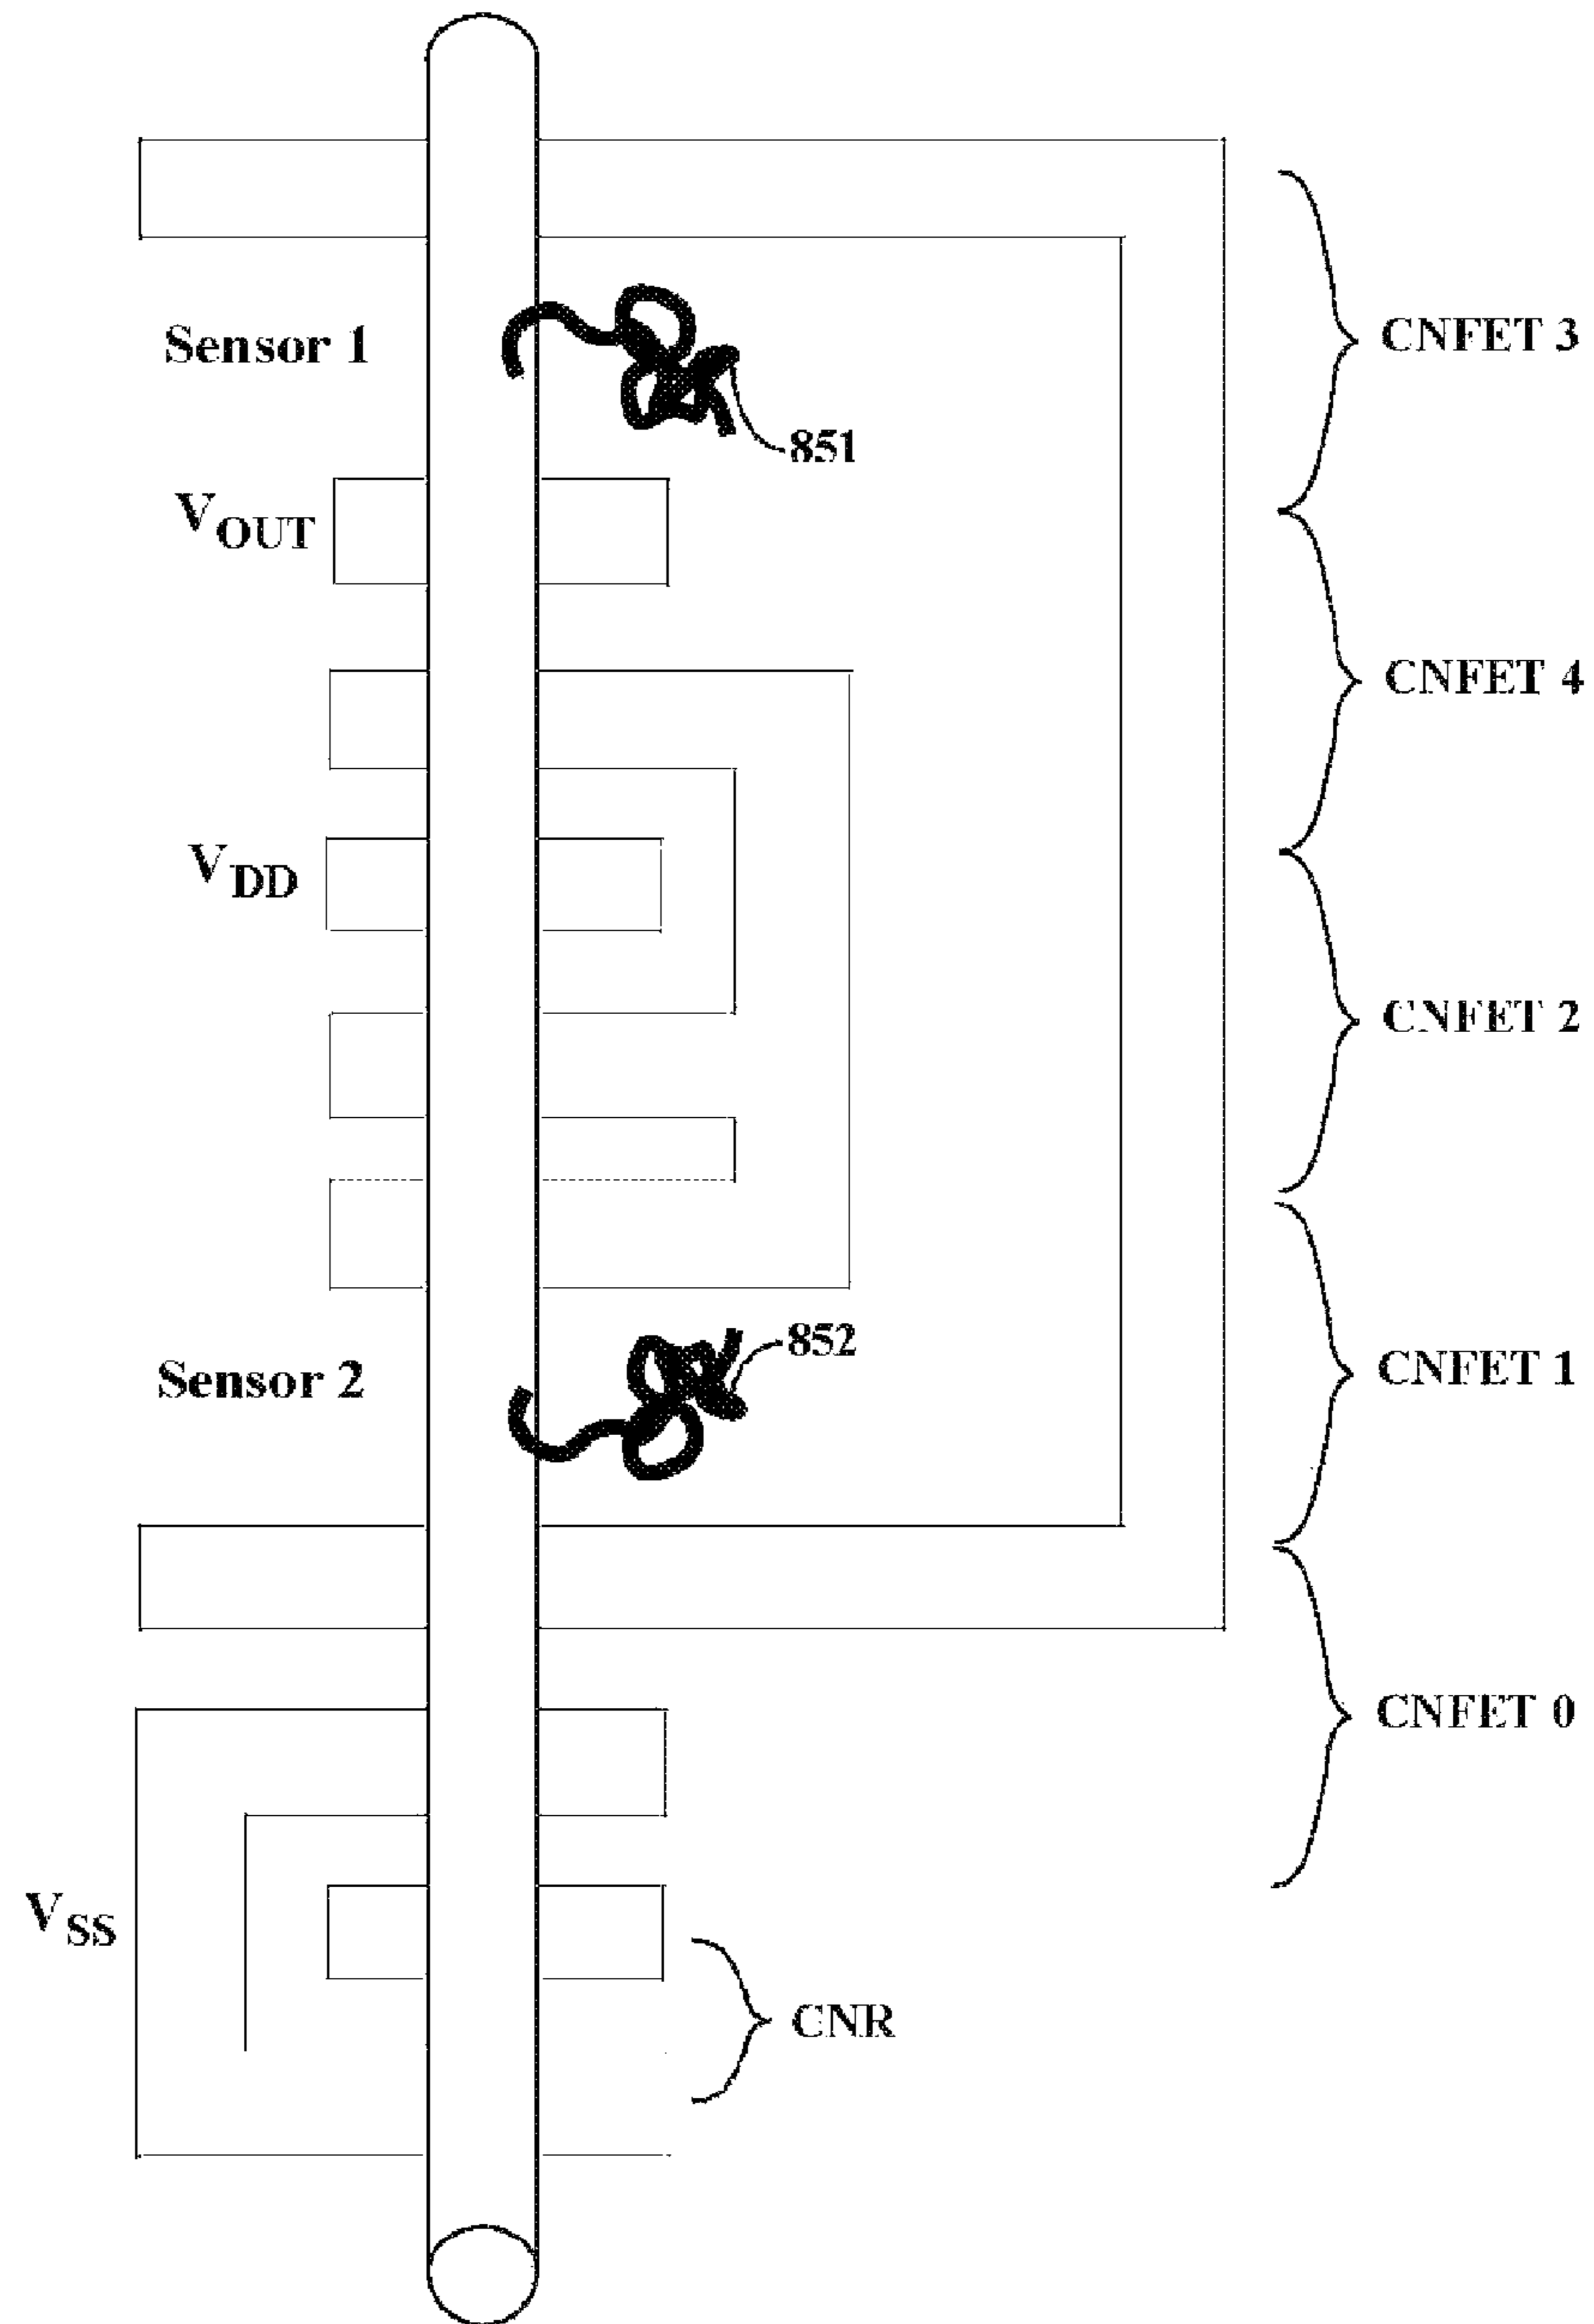 Sensor 1
CNFET 3
851
VOUT
CNFET 4
VDD
CNFET 2
852
Sensor 2
CNFET 1
CNFET 0
VSS
CNR